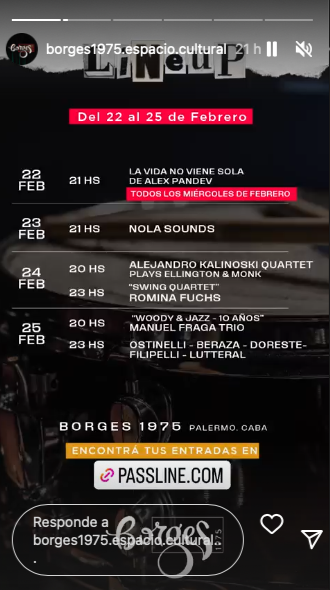 borges1975.espacio.cultural 21 h
LiNeuP
Del 22 al 25 de Febrero
22 FEB
21 HS
LA VIDA NO VIENE SOLA
DE ALEX PANDEV
TODOS LOS MIÉRCOLES DE FEBRERO
23 FEB
21 HS
NOLA SOUNDS
24 FEB
20 HS
ALEJANDRO KALINOSKI QUARTET
PLAYS ELLINGTON & MONK
23 HS
"SWING QUARTET"
ROMINA FUCHS
25 FEB
20 HS
"WOODY & JAZZ - 10 AÑOS"
MANUEL FRAGA TRIO
23 HS
OSTINELLI - BERAZA - DORESTE-
FILIPELLI - LUTTERAL
BORGES 1975 PALERMO. CABA
ENCONTRÁ TUS ENTRADAS EN
PASSLINE.COM
Borges 1975
Responde a
borges1975.espacio.cultural..
.